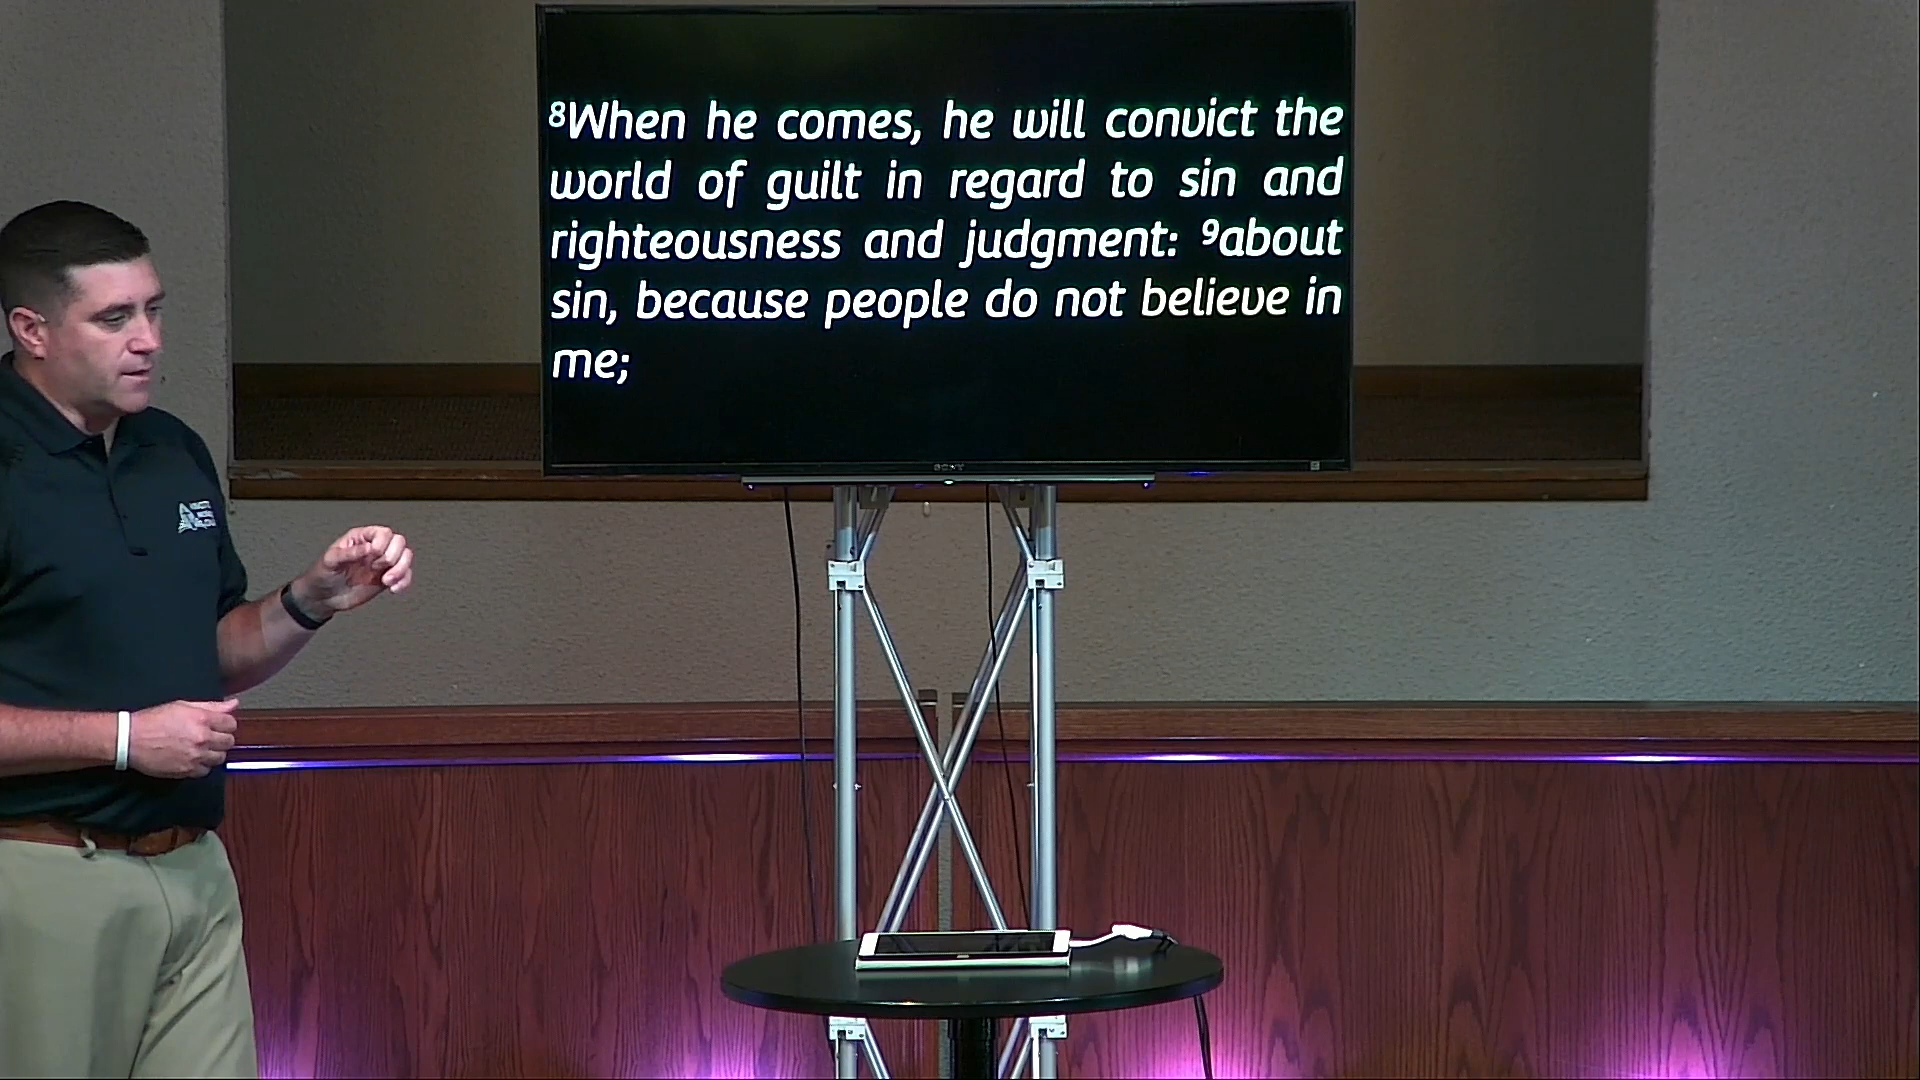 ⁸When he comes, he will convict the
world of guilt in regard to sin and
righteousness and judgment: ⁹about
sin, because people do not believe in
me;
SONY